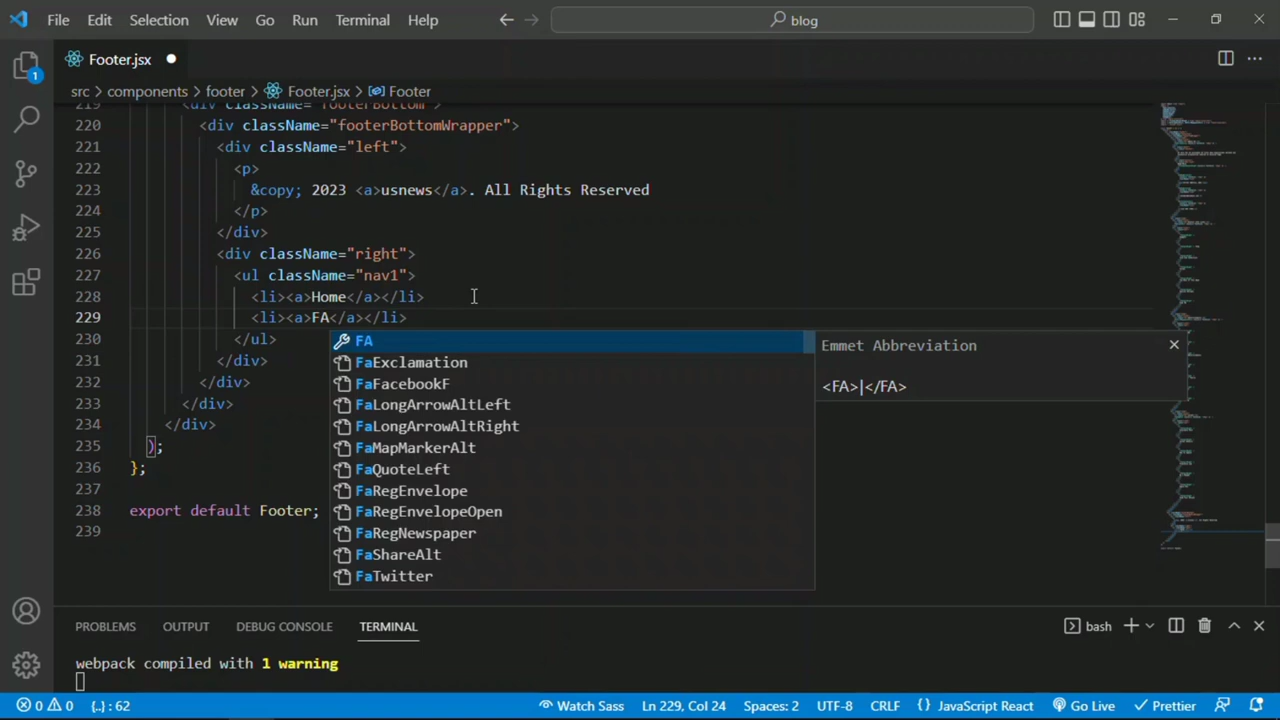 File Edit Selection View Go Run Terminal Help
blog
1
Footer.jsx
src > components > footer > Footer.jsx > Footer
219 <div className="footerBottom">
220 <div className="footerBottomWrapper">
221 <div className="left">
222 <p>
223 &copy; 2023 <a>usnews</a>. All Rights Reserved
224 </p>
225 </div>
226 <div className="right">
227 <ul className="nav1">
228 <li><a>Home</a></li>
229 <li><a>FA</a></li>
230 </ul>
231 </div>
232 </div>
233 </div>
234 </div>
235 );
236 };
237
238 export default Footer;
239
FA
FaExclamation
FaFacebookF
FaLongArrowAltLeft
FaLongArrowAltRight
FaMapMarkerAlt
FaQuoteLeft
FaRegEnvelope
FaRegEnvelopeOpen
FaRegNewspaper
FaShareAlt
FaTwitter
Emmet Abbreviation
<FA>|</FA>
PROBLEMS OUTPUT DEBUG CONSOLE TERMINAL
bash
webpack compiled with 1 warning
0 0 {..} : 62 Watch Sass Ln 229, Col 24 Spaces: 2 UTF-8 CRLF { } JavaScript React Go Live Prettier